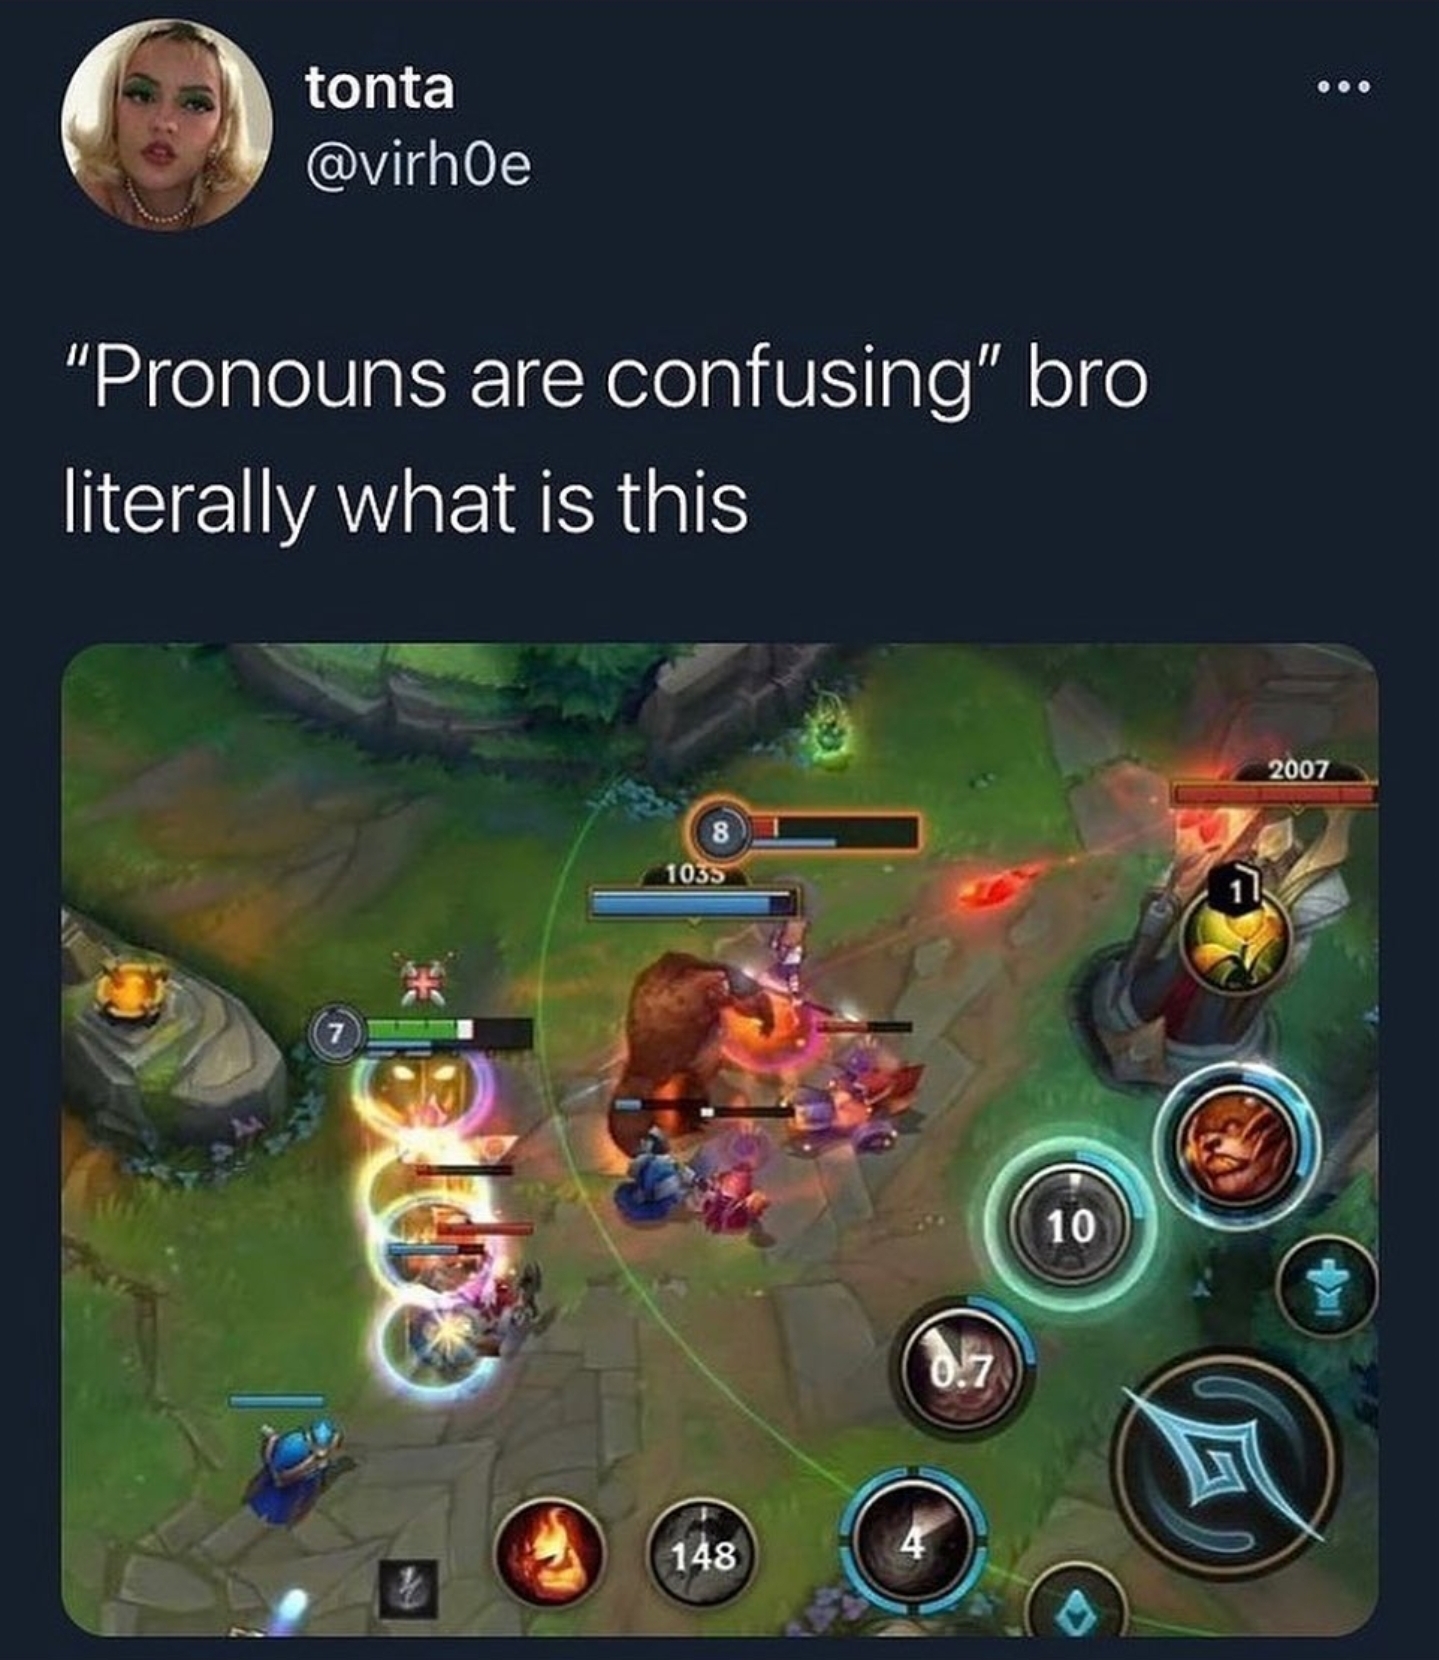 tonta
@virh0e
“Pronouns are confusing” bro
literally what is this
2007
8
1035
1
7
10
0.7
4
148